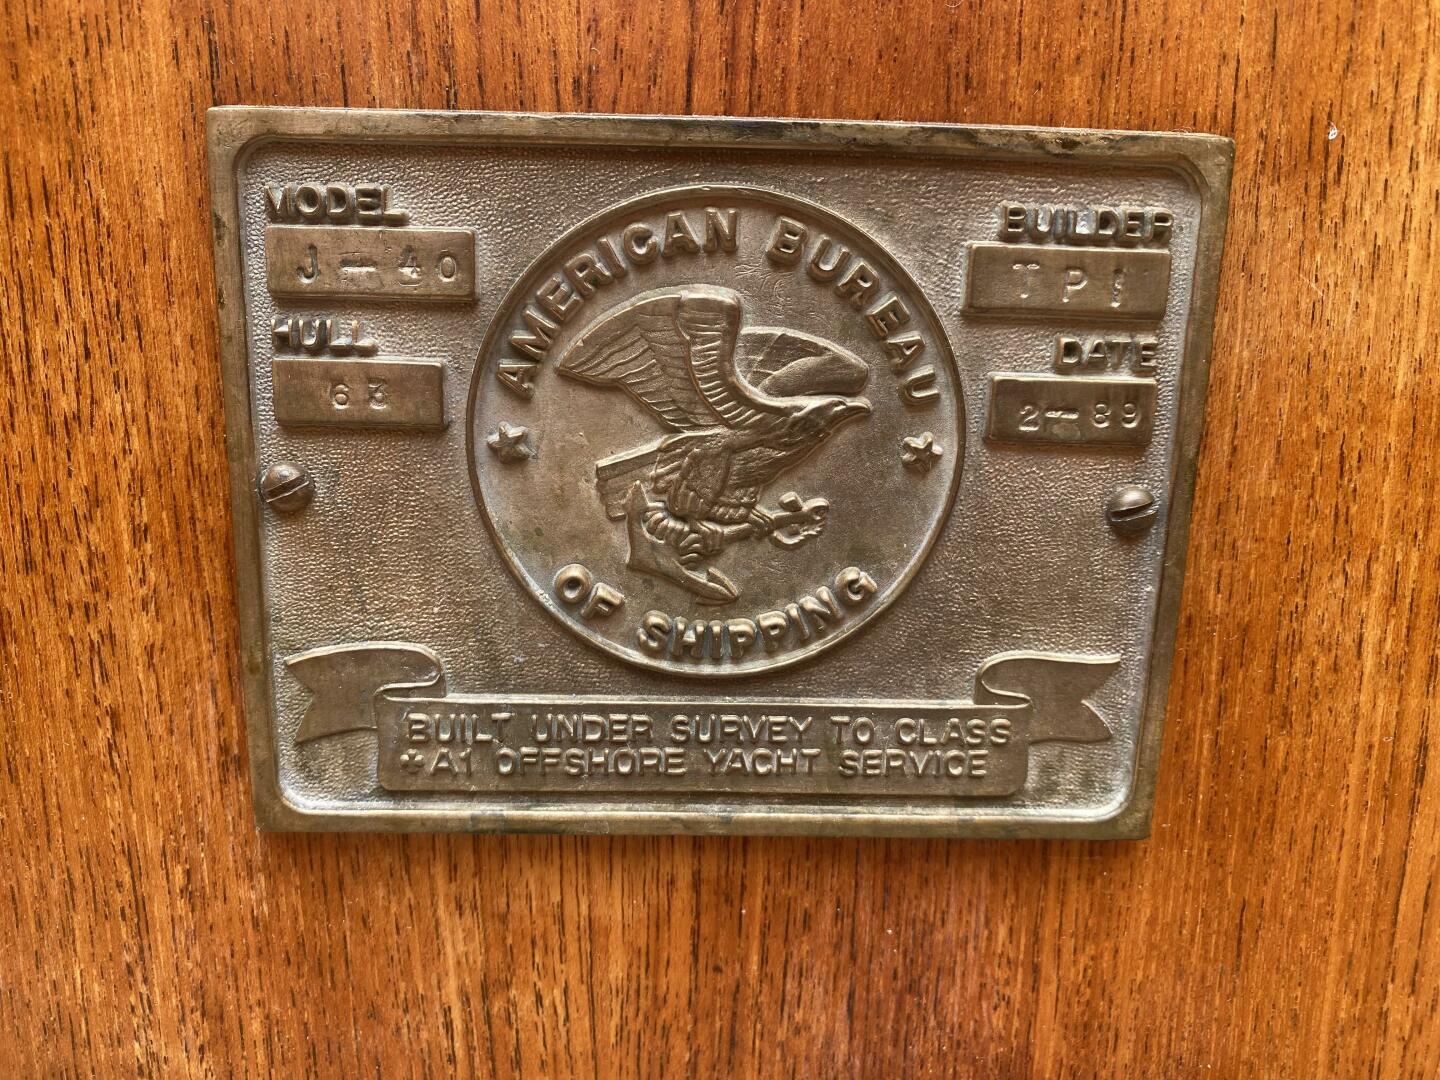 MODEL
J-40
HULL
63
AMERICAN BUREAU
OF SHIPPING
BUILDER
TPI
DATE
2-89
BUILT UNDER SURVEY TO CLASS
✠A1 OFFSHORE YACHT SERVICE